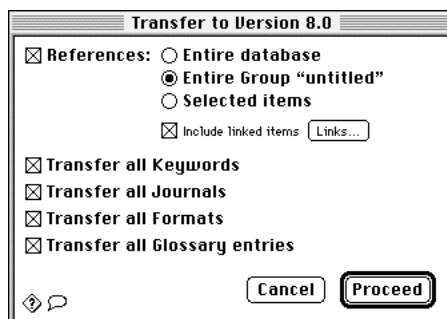 Transfer to Version 8.0
References: Entire database
Entire Group “untitled”
Selected items
Include linked items Links...
Transfer all Keywords
Transfer all Journals
Transfer all Formats
Transfer all Glossary entries
Cancel Proceed
?